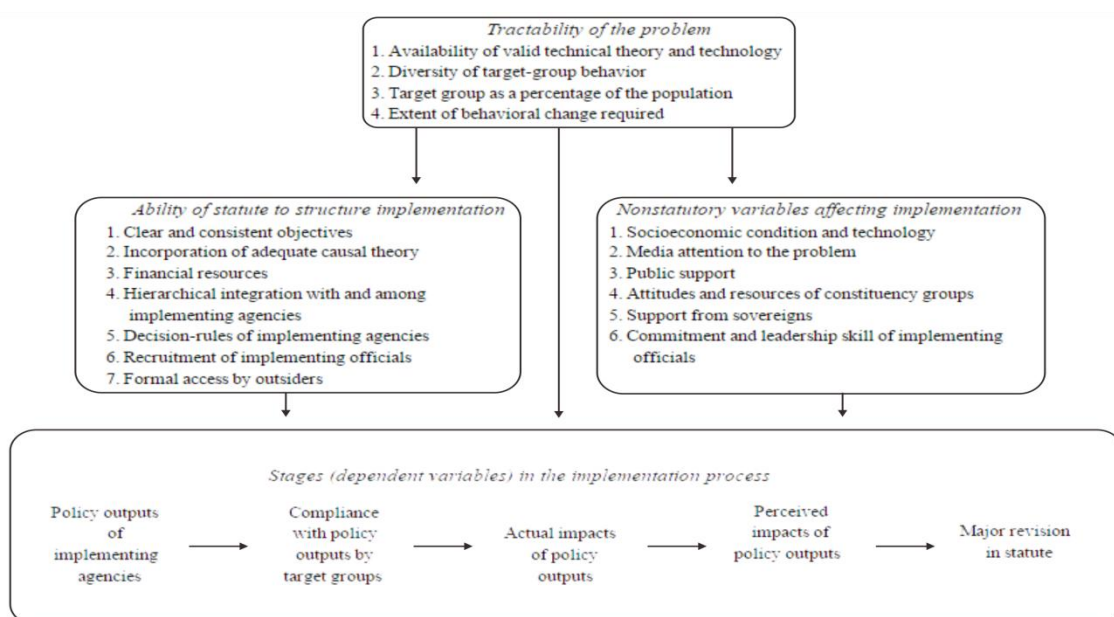 Tractability of the problem
1. Availability of valid technical theory and technology
2. Diversity of target-group behavior
3. Target group as a percentage of the population
4. Extent of behavioral change required
Ability of statute to structure implementation
1. Clear and consistent objectives
2. Incorporation of adequate causal theory
3. Financial resources
4. Hierarchical integration with and among
implementing agencies
5. Decision-rules of implementing agencies
6. Recruitment of implementing officials
7. Formal access by outsiders
Nonstatutory variables affecting implementation
1. Socioeconomic condition and technology
2. Media attention to the problem
3. Public support
4. Attitudes and resources of constituency groups
5. Support from sovereigns
6. Commitment and leadership skill of implementing
officials
Stages (dependent variables) in the implementation process
Policy outputs
of
implementing
agencies
Compliance
with policy
outputs by
target groups
Actual impacts
of policy
outputs
Perceived
impacts of
policy outputs
Major revision
in statute